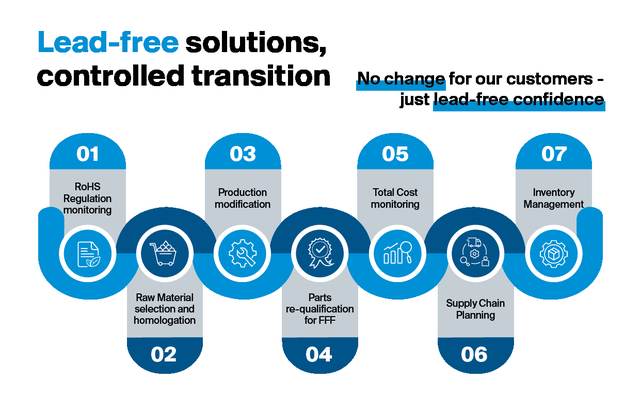 Lead-free solutions,
controlled transition
No change for our customers -
just lead-free confidence
01
RoHS
Regulation
monitoring
Raw Material
selection and
homologation
02
03
Production
modification
Parts
re-qualification
for FFF
04
05
Total Cost
monitoring
Supply Chain
Planning
06
07
Inventory
Management